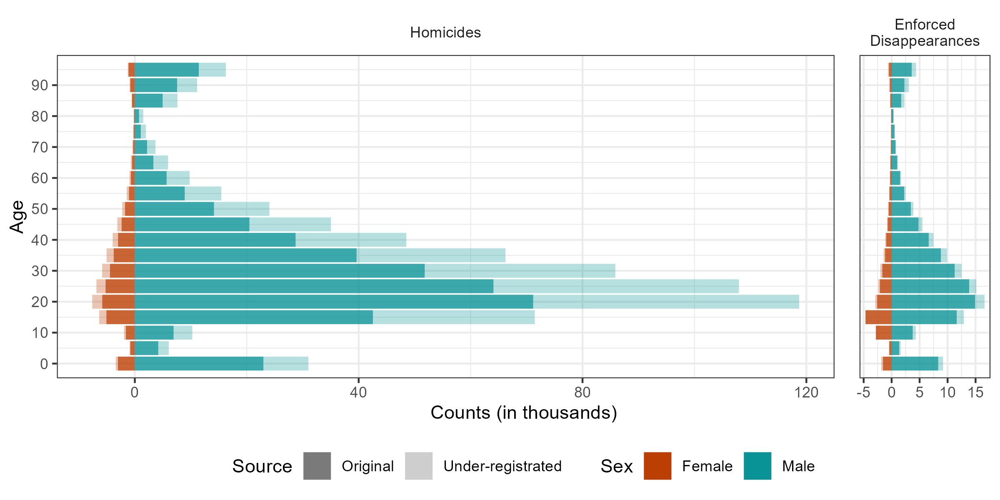 Homicides
Enforced
Disappearances
90
80
70
60
50
40
30
20
10
0
Age
0 40 80 120
-5 0 5 10 15
Counts (in thousands)
Source Original Under-registrated Sex Female Male